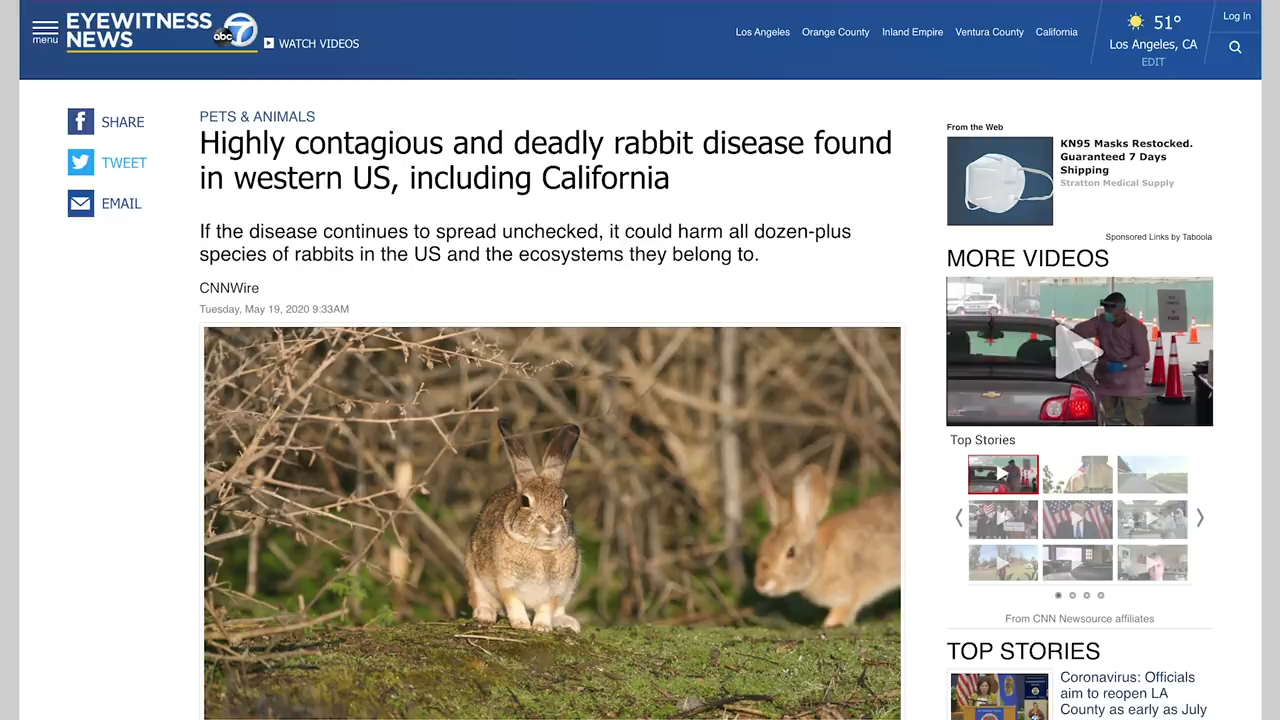 menu
EYEWITNESS
NEWS
abc 7
WATCH VIDEOS
Los Angeles
Orange County
Inland Empire
Ventura County
California
51°
Los Angeles, CA
EDIT
Log In
SHARE
TWEET
EMAIL
PETS & ANIMALS
Highly contagious and deadly rabbit disease found
in western US, including California
If the disease continues to spread unchecked, it could harm all dozen-plus
species of rabbits in the US and the ecosystems they belong to.
CNNWire
Tuesday, May 19, 2020 9:33AM
From the Web
KN95 Masks Restocked.
Guaranteed 7 Days
Shipping
Stratton Medical Supply
Sponsored Links by Taboola
MORE VIDEOS
Top Stories
From CNN Newsource affiliates
TOP STORIES
Coronavirus: Officials
aim to reopen LA
County as early as July